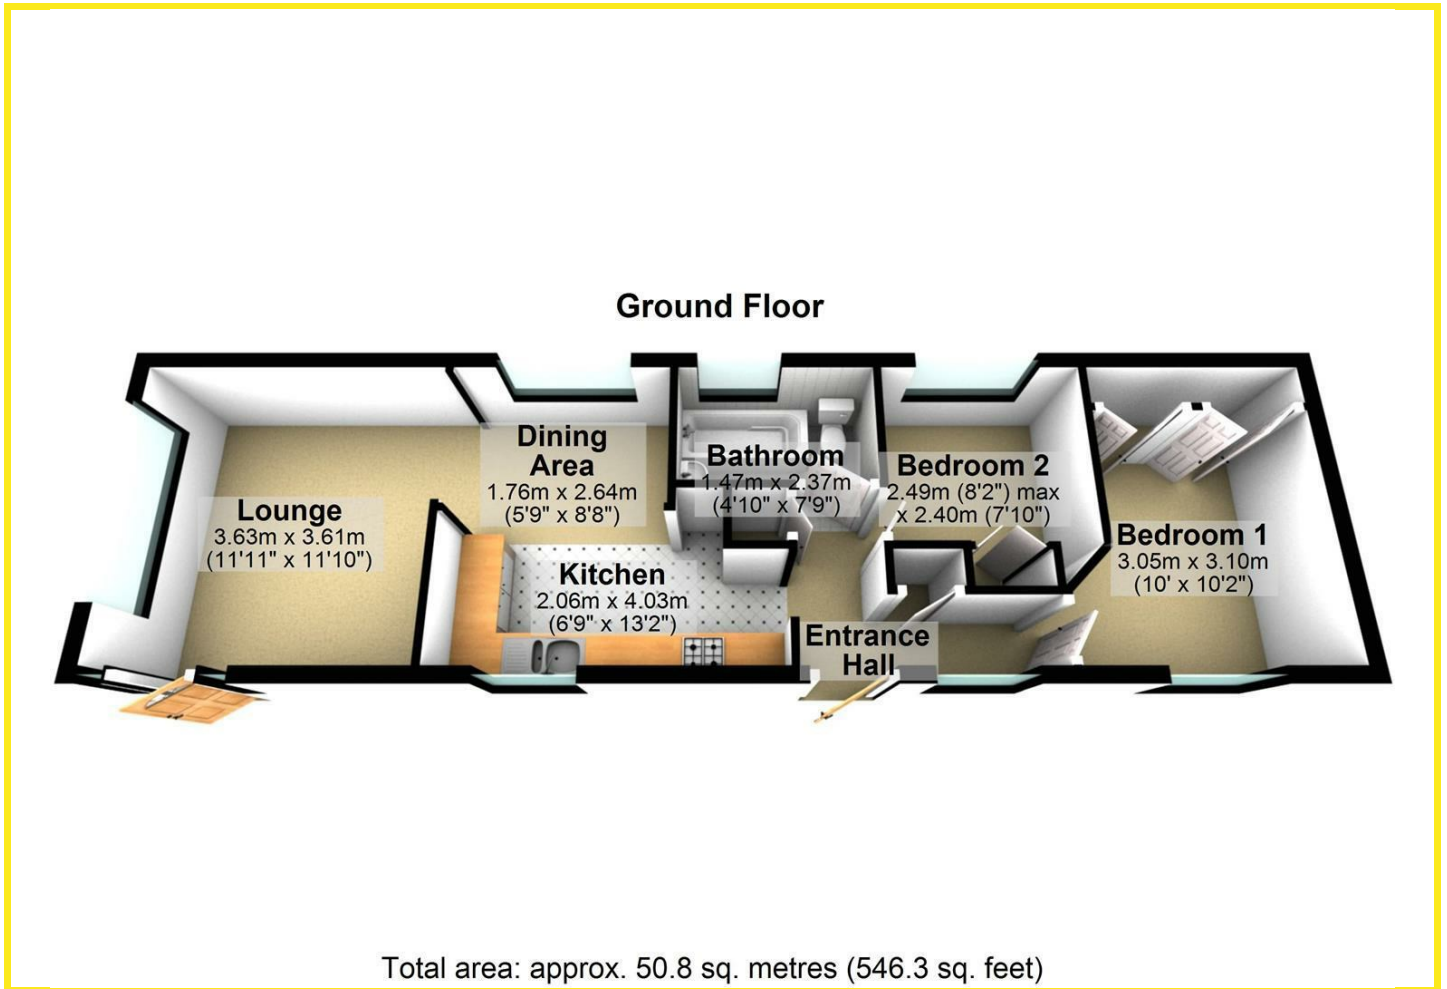 Ground Floor
Lounge
3.63m x 3.61m
(11'11" x 11'10")
Dining
Area
1.76m x 2.64m
(5'9" x 8'8")
Kitchen
2.06m x 4.03m
(6'9" x 13'2")
Bathroom
1.47m x 2.37m
(4'10" x 7'9")
Bedroom 2
2.49m (8'2") max
x 2.40m (7'10")
Entrance
Hall
Bedroom 1
3.05m x 3.10m
(10' x 10'2")
Total area: approx. 50.8 sq. metres (546.3 sq. feet)